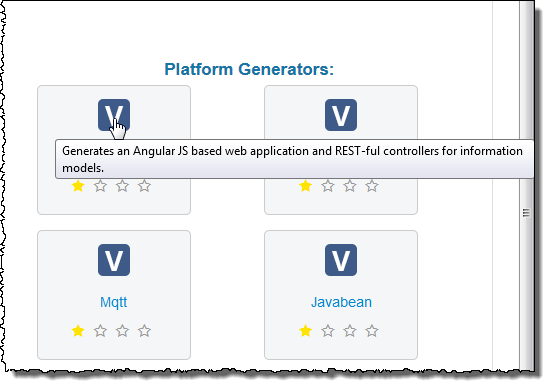 Platform Generators:
V V
Generates an Angular JS based web application and REST-ful controllers for information
models.
V V
Mqtt Javabean